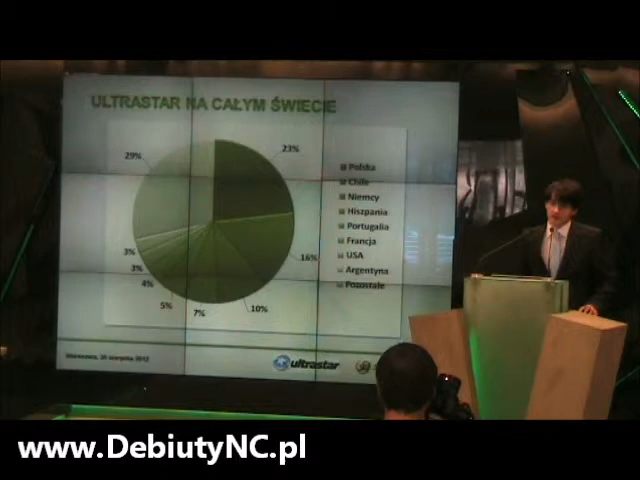 ULTRASTAR NA CAŁYM ŚWIECIE
23%
16%
10%
7%
5%
4%
3%
3%
29%
Polska
Chile
Niemcy
Hiszpania
Portugalia
Francja
USA
Argentyna
Pozostałe
Warszawa, 20 sierpnia 2012
ultrastar
www.DebiutyNC.pl